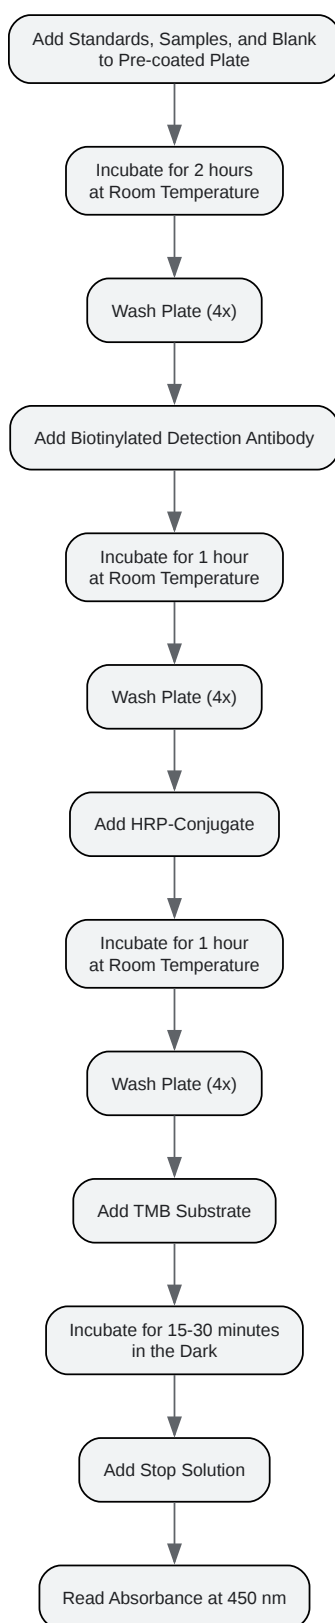 Add Standards, Samples, and Blank
to Pre-coated Plate
Incubate for 2 hours
at Room Temperature
Wash Plate (4x)
Add Biotinylated Detection Antibody
Incubate for 1 hour
at Room Temperature
Wash Plate (4x)
Add HRP-Conjugate
Incubate for 1 hour
at Room Temperature
Wash Plate (4x)
Add TMB Substrate
Incubate for 15-30 minutes
in the Dark
Add Stop Solution
Read Absorbance at 450 nm